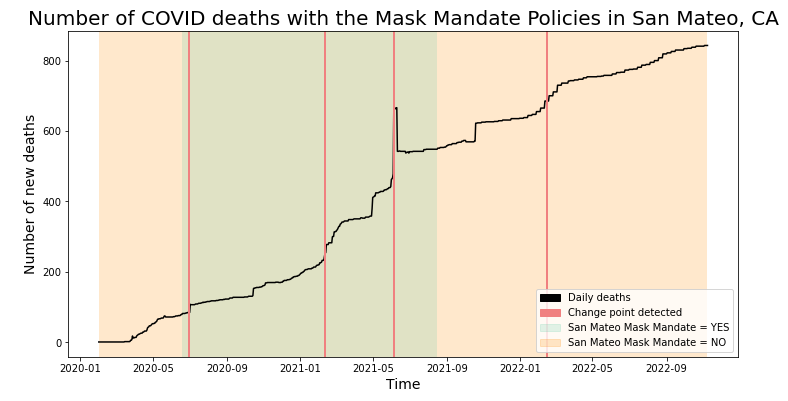 Number of COVID deaths with the Mask Mandate Policies in San Mateo, CA
Number of new deaths
800
600
400
200
0
2020-01 2020-05 2020-09 2021-01 2021-05 2021-09 2022-01 2022-05 2022-09
Time
Daily deaths
Change point detected
San Mateo Mask Mandate = YES
San Mateo Mask Mandate = NO